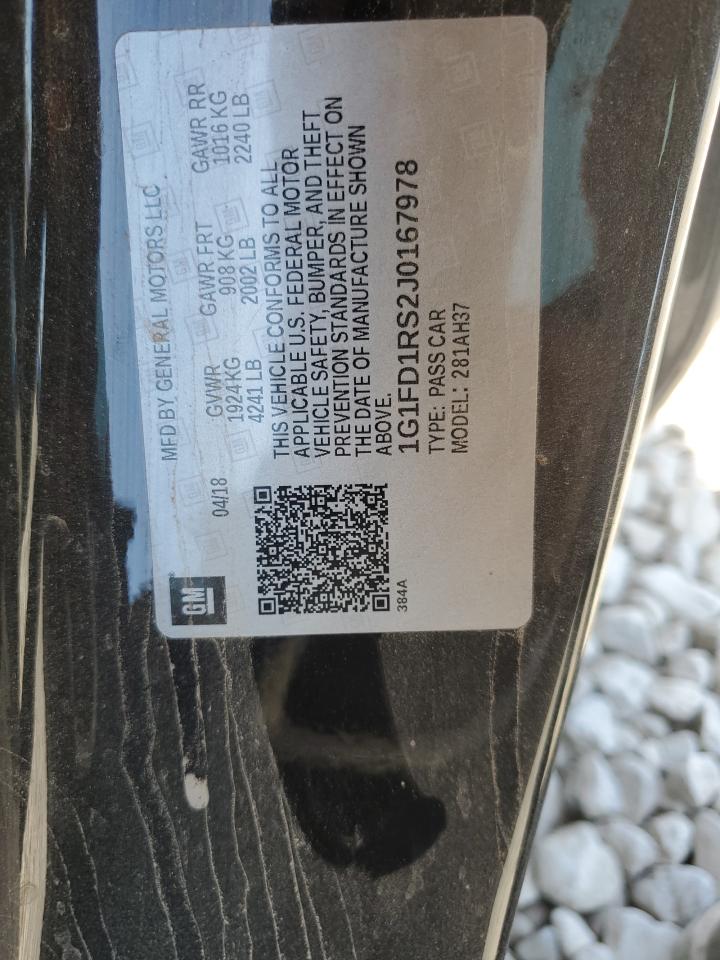 GM
MFD BY GENERAL MOTORS LLC
04/18
GVWR GAWR FRT GAWR RR
1924KG 908 KG 1016 KG
4241 LB 2002 LB 2240 LB
THIS VEHICLE CONFORMS TO ALL
APPLICABLE U.S. FEDERAL MOTOR
VEHICLE SAFETY, BUMPER, AND THEFT
PREVENTION STANDARDS IN EFFECT ON
THE DATE OF MANUFACTURE SHOWN
ABOVE.
384A
1G1FD1RS2J0167978
TYPE: PASS CAR
MODEL: 281AH37